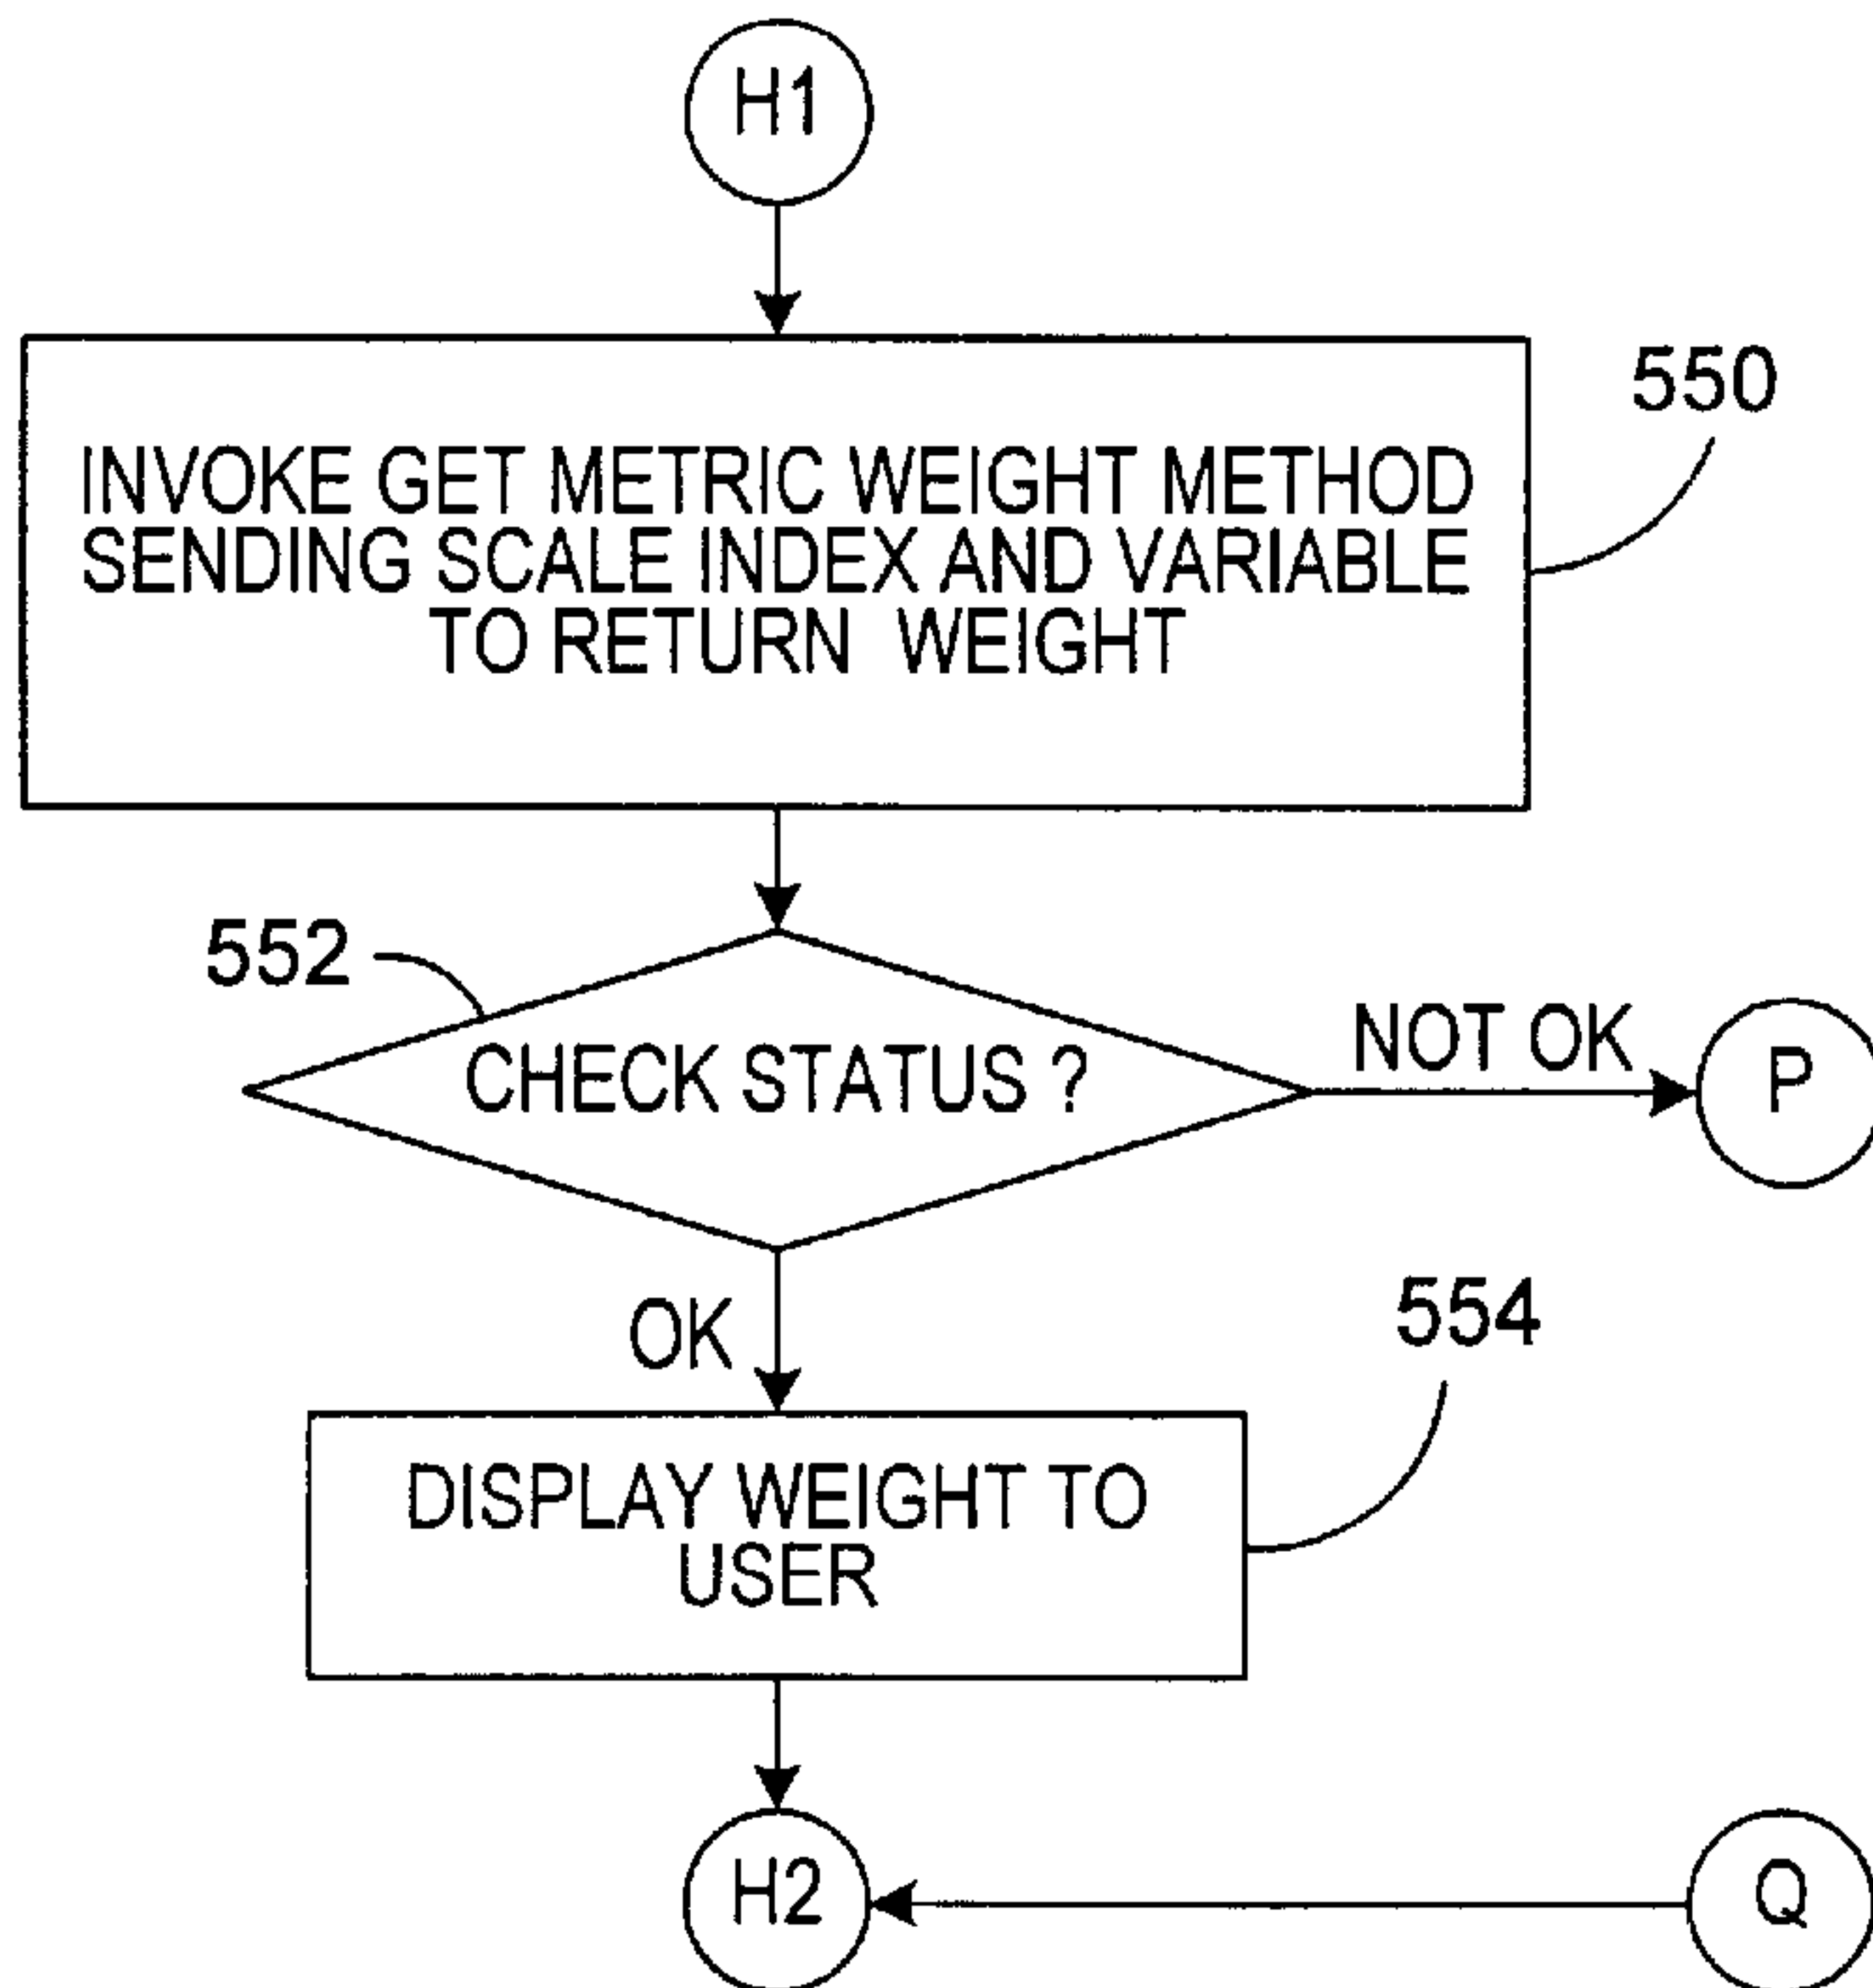 H1
550
INVOKE GET METRIC WEIGHT METHOD
SENDING SCALE INDEX AND VARIABLE
TO RETURN WEIGHT
552
CHECK STATUS ?
NOT OK
P
OK
554
DISPLAY WEIGHT TO
USER
H2
Q